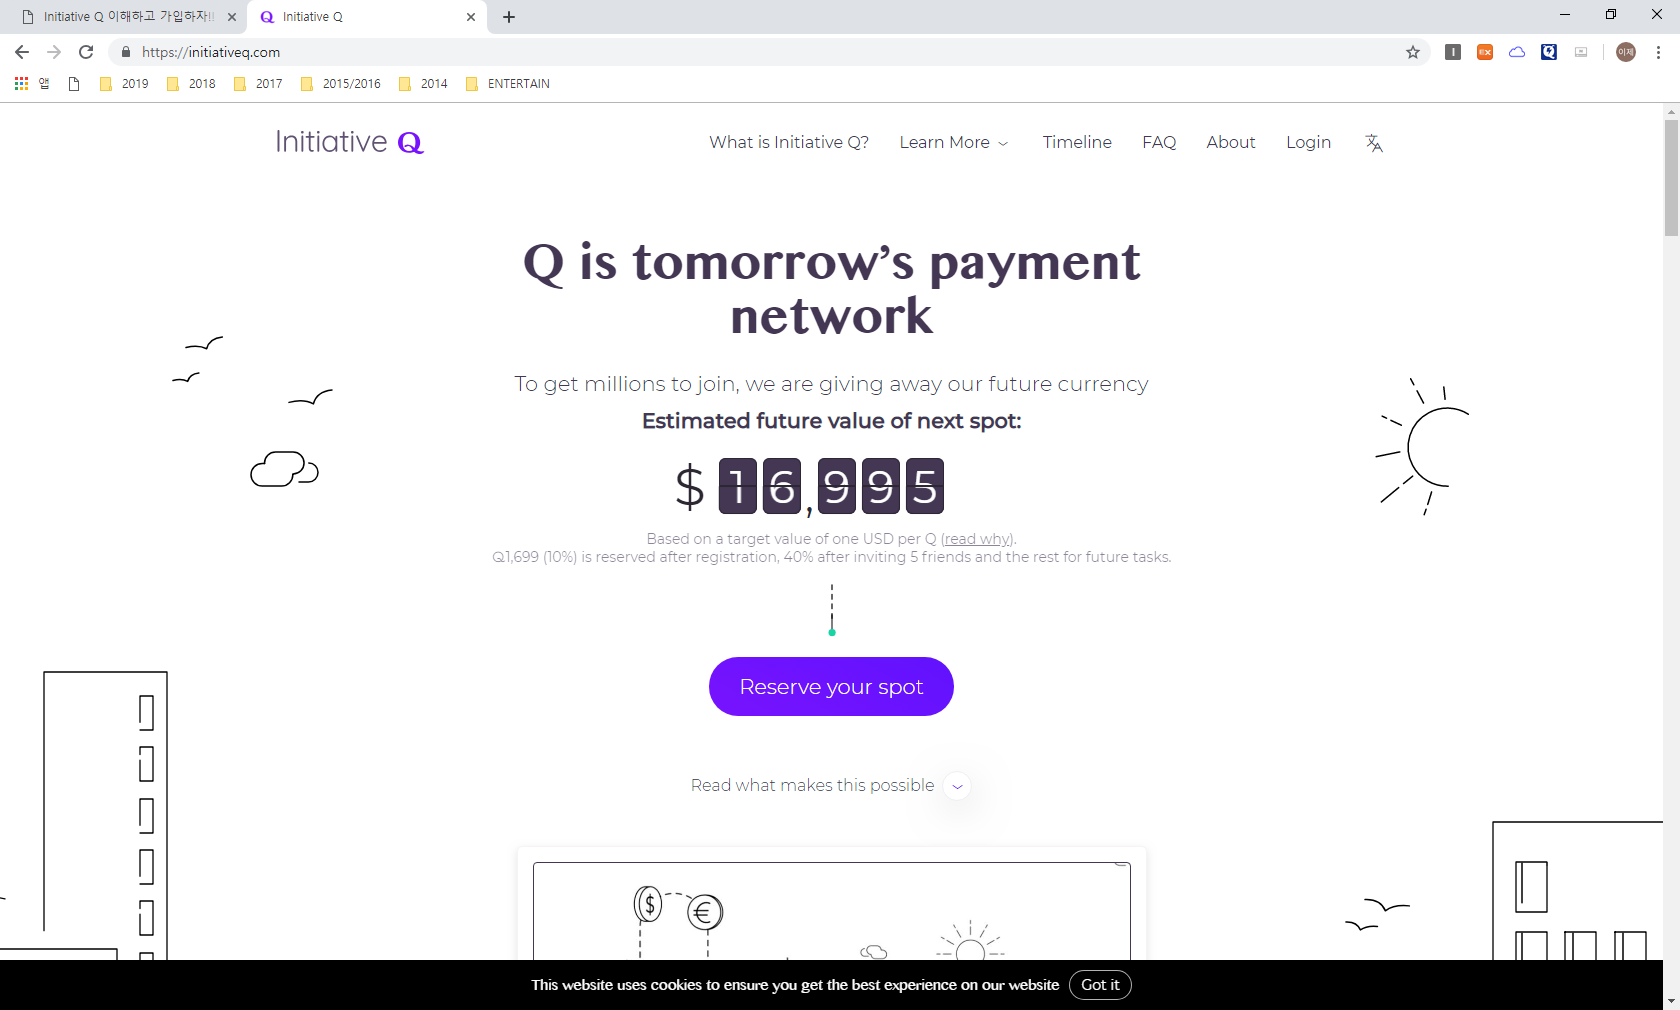 Initiative Q 이해하고 가입하자!!
Initiative Q
https://initiativeq.com
이제
앱
2019
2018
2017
2015/2016
2014
ENTERTAIN
Initiative Q
What is Initiative Q?
Learn More
Timeline
FAQ
About
Login
Q is tomorrow’s payment
network
To get millions to join, we are giving away our future currency
Estimated future value of next spot:
$ 16,995
Based on a target value of one USD per Q (read why).
Q1,699 (10%) is reserved after registration, 40% after inviting 5 friends and the rest for future tasks.
Reserve your spot
Read what makes this possible
$
€
This website uses cookies to ensure you get the best experience on our website
Got it